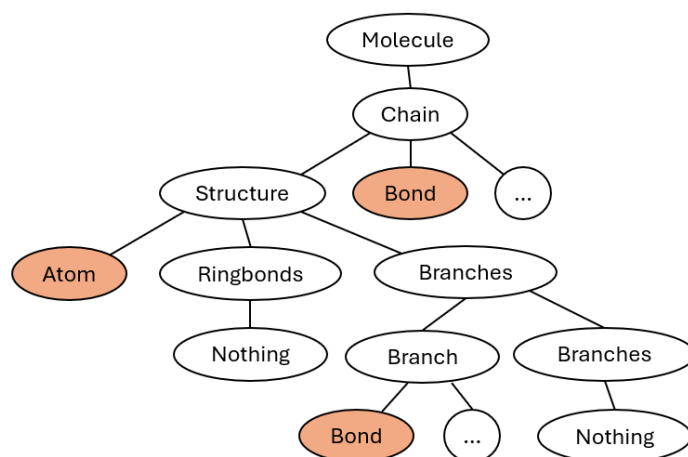 Molecule
Chain
Structure
Bond
...
Atom
Ringbonds
Branches
Nothing
Branch
Branches
Bond
...
Nothing